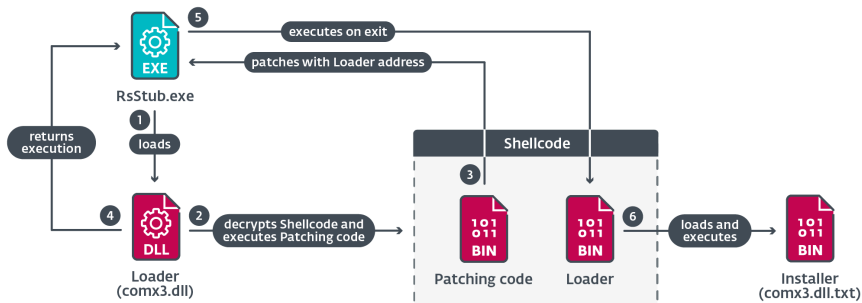 5
executes on exit
EXE
patches with Loader address
RsStub.exe
1
returns
execution
loads
Shellcode
3
4
2
decrypts Shellcode and
executes Patching code
DLL
Loader
(comx3.dll)
101
011
BIN
Patching code
101
011
BIN
Loader
6
loads and
executes
101
011
BIN
Installer
(comx3.dll.txt)